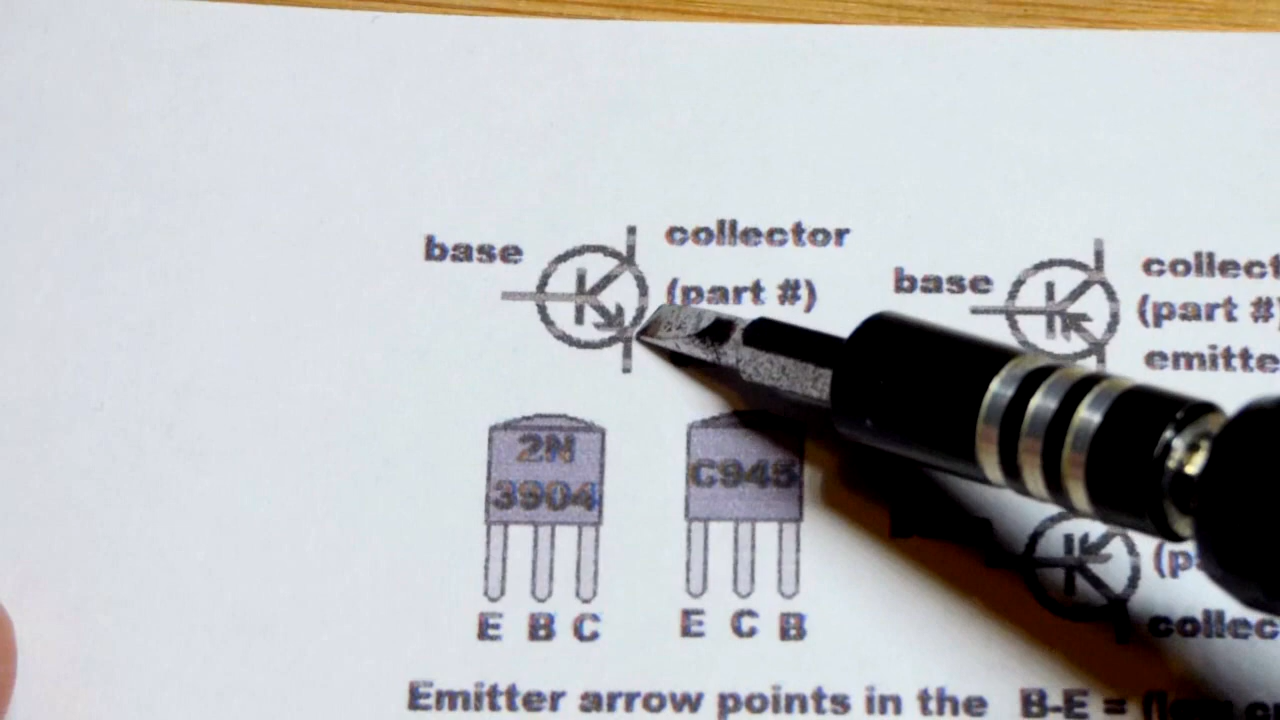 base
collector
(part #)
base
collect
(part #
emitte
2N
3904
C945
(p
collec
E B C
E C B
Emitter arrow points in the B-E =